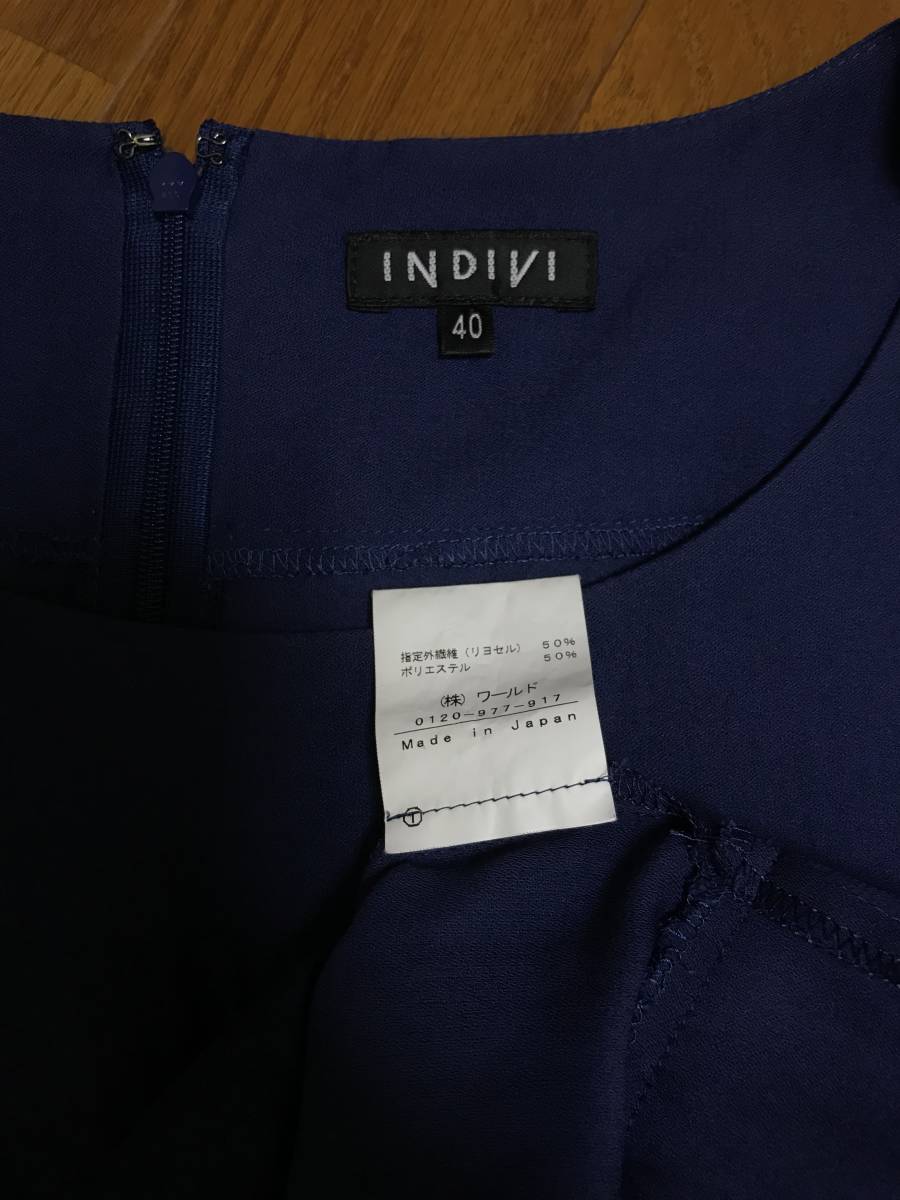 INDIVI
40
指定外繊維（リヨセル） 50%
ポリエステル 50%
（株）ワールド
0120-977-917
Made in Japan
T